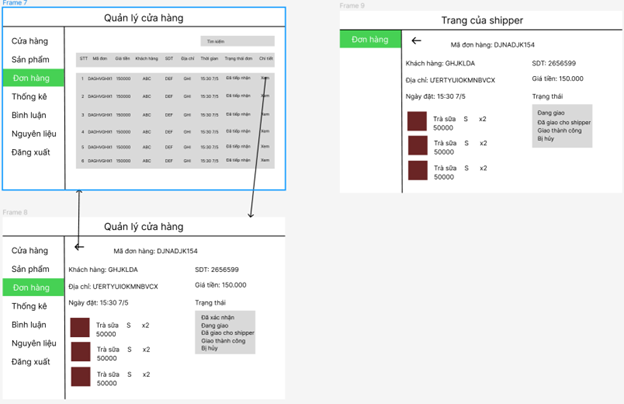 Frame 7
Quản lý cửa hàng
Cửa hàng
Sản phẩm
Đơn hàng
Thống kê
Bình luận
Nguyên liệu
Đăng xuất
Tìm kiếm
STT Mã đơn Giá tiền Khách hàng SDT Địa chỉ Thời gian Trạng thái đơn Chi tiết
1 DAGHVGHA1 150000 ABC DEF GHI 15:30 7/5 Đã tiếp nhận Xem
2 DAGHVGHA1 150000 ABC DEF GHI 15:30 7/5 Đã tiếp nhận Xem
3 DAGHVGHA1 150000 ABC DEF GHI 15:30 7/5 Đã tiếp nhận Xem
4 DAGHVGHA1 150000 ABC DEF GHI 15:30 7/5 Đã tiếp nhận Xem
5 DAGHVGHA1 150000 ABC DEF GHI 15:30 7/5 Đã tiếp nhận Xem
6 DAGHVGHA1 150000 ABC DEF GHI 15:30 7/5 Đã tiếp nhận Xem
Frame 9
Trang của shipper
Đơn hàng
Mã đơn hàng: DJNADJK154
Khách hàng: GHJKLDA
SDT: 2656599
Địa chỉ: ƯERTYUIOKMNBVCX
Giá tiền: 150.000
Ngày đặt: 15:30 7/5
Trạng thái
Đang giao
Đã giao cho shipper
Giao thành công
Bị hủy
Trà sữa S x2
50000
Trà sữa S x2
50000
Trà sữa S x2
50000
Frame 8
Quản lý cửa hàng
Cửa hàng
Sản phẩm
Đơn hàng
Thống kê
Bình luận
Nguyên liệu
Đăng xuất
Mã đơn hàng: DJNADJK154
Khách hàng: GHJKLDA
SDT: 2656599
Địa chỉ: ƯERTYUIOKMNBVCX
Giá tiền: 150.000
Ngày đặt: 15:30 7/5
Trạng thái
Đã xác nhận
Đang giao
Đã giao cho shipper
Giao thành công
Bị hủy
Trà sữa S x2
50000
Trà sữa S x2
50000
Trà sữa S x2
50000